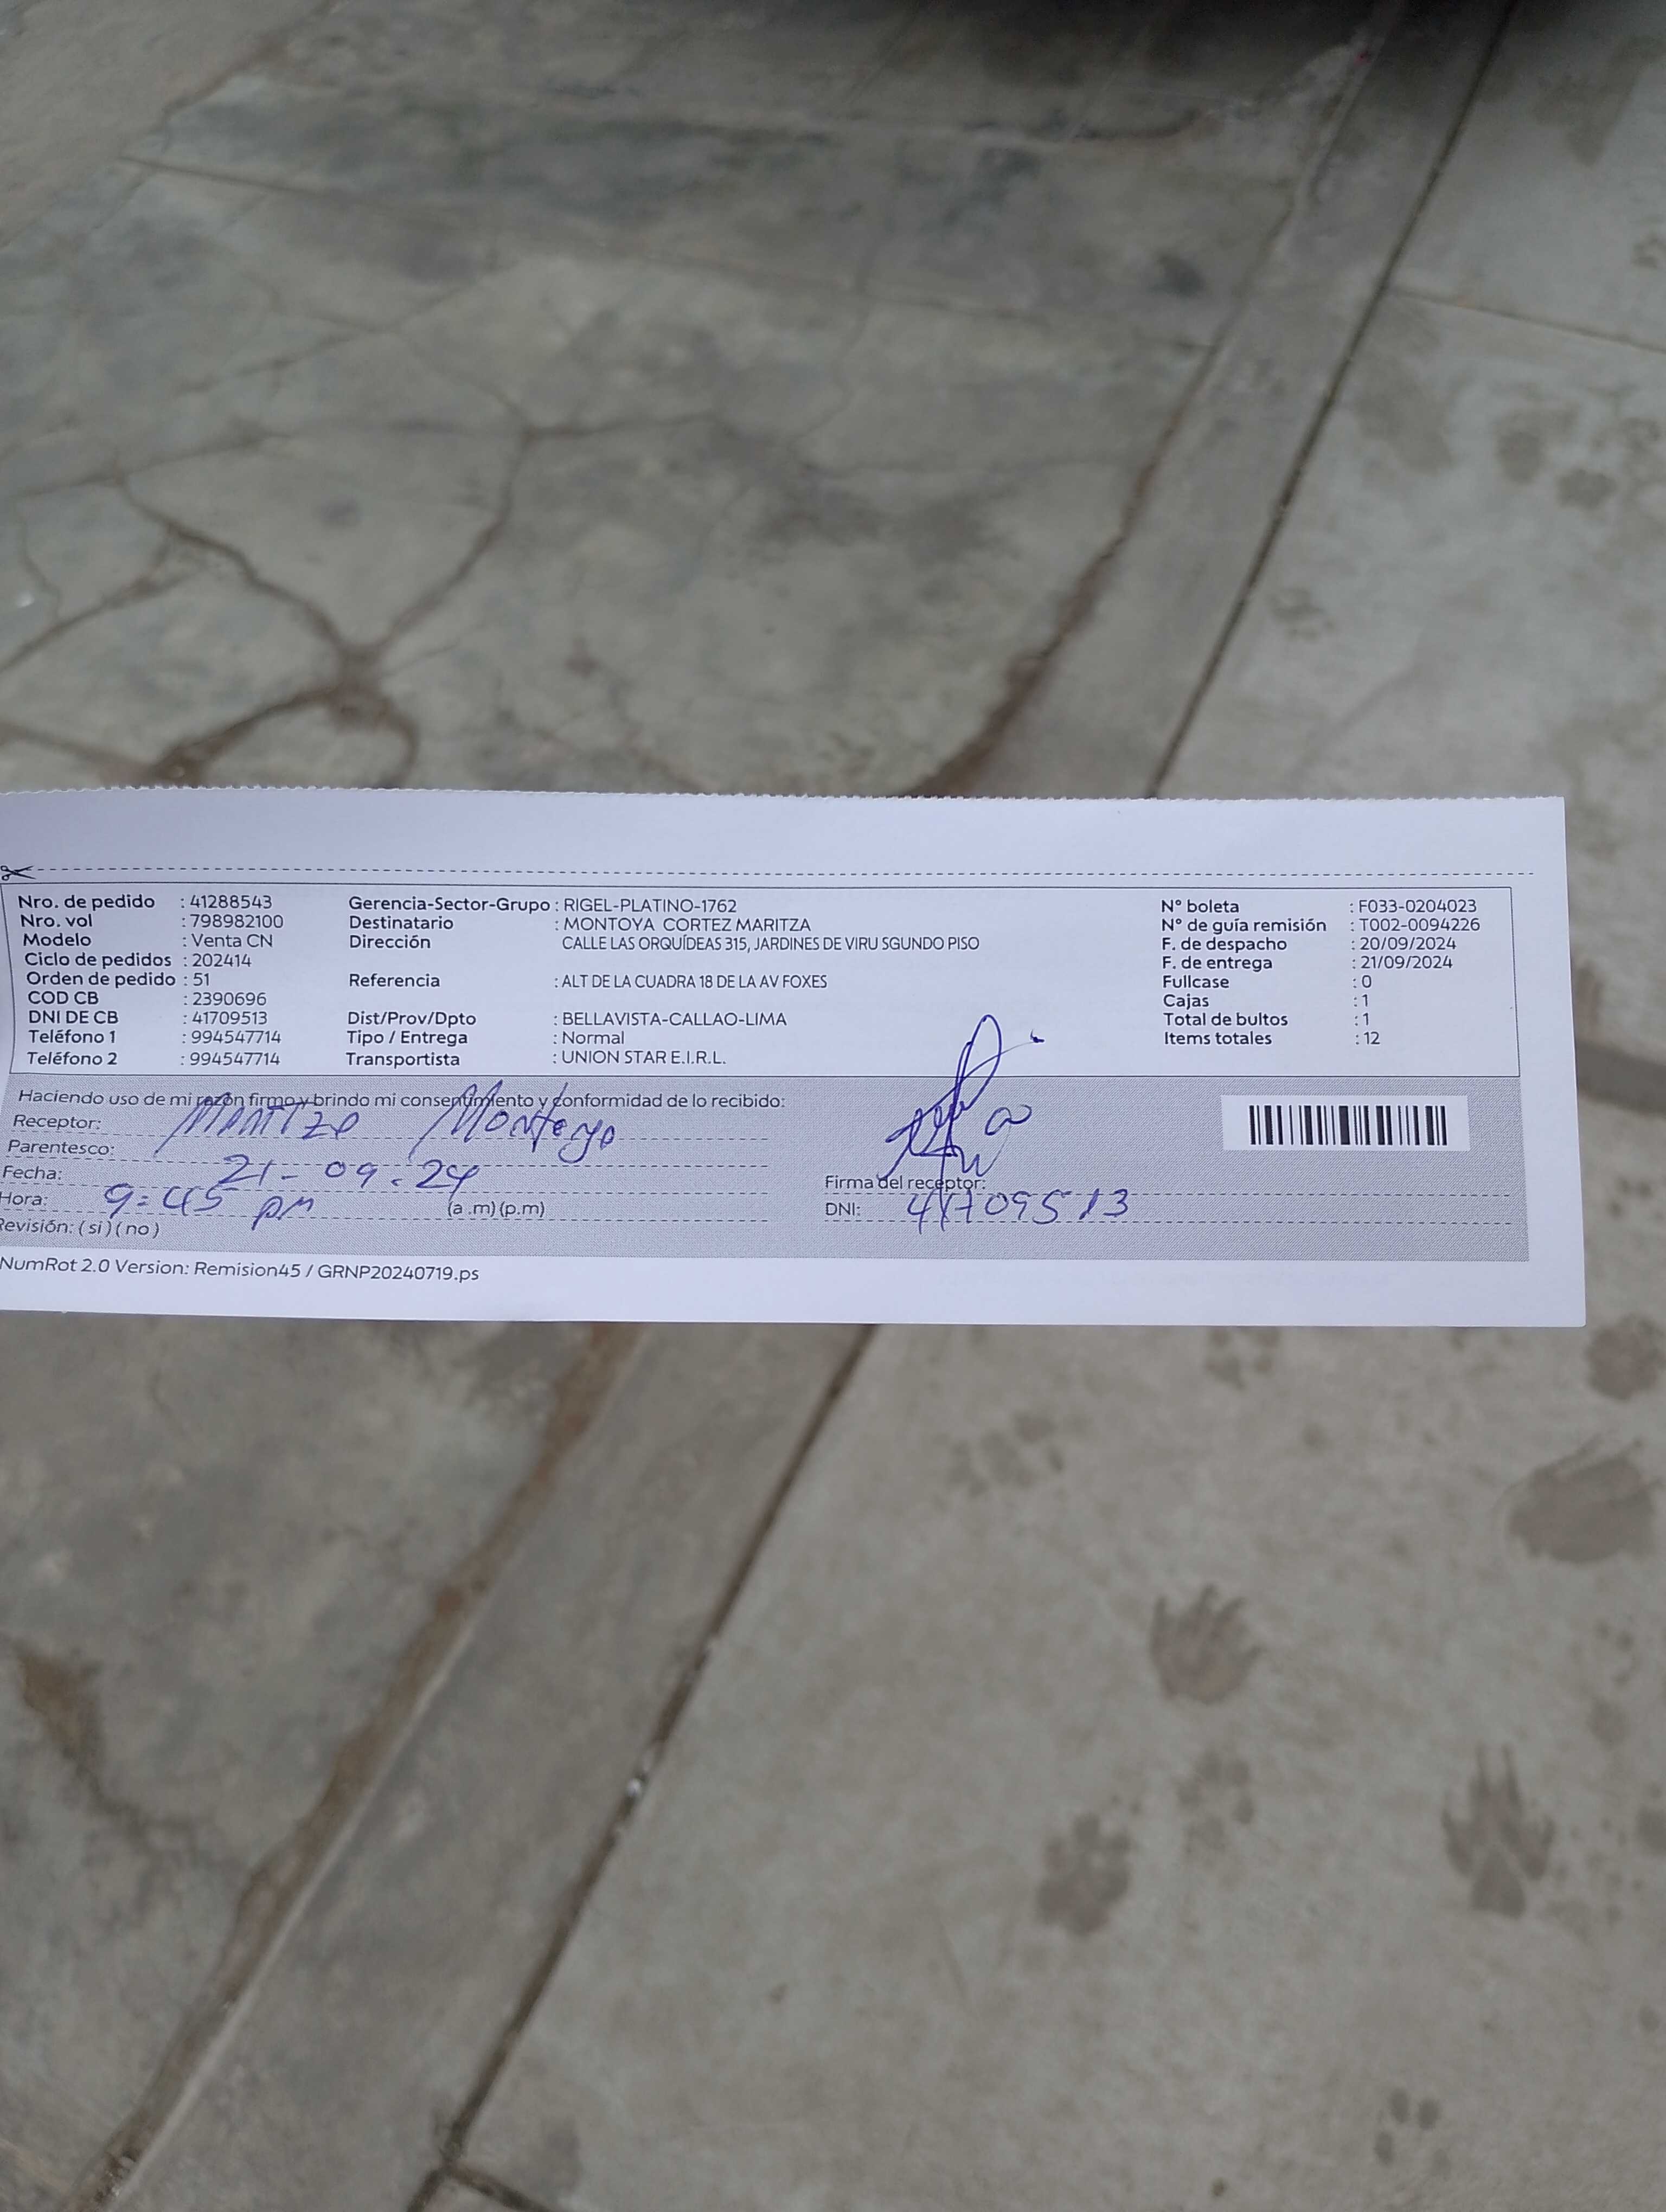 Nro. de pedido : 41288543 Gerencia-Sector-Grupo : RIGEL-PLATINO-1762 N° boleta : F033-0204023
Nro. vol : 798982100 Destinatario : MONTOYA CORTEZ MARITZA N° de guía remisión : T002-0094226
Modelo : Venta CN Dirección CALLE LAS ORQUÍDEAS 315, JARDINES DE VIRU SGUNDO PISO F. de despacho : 20/09/2024
Ciclo de pedidos : 202414 F. de entrega : 21/09/2024
Orden de pedido : 51 Referencia : ALT DE LA CUADRA 18 DE LA AV FOXES Fullcase : 0
COD CB : 2390696 Cajas : 1
DNI DE CB : 41709513 Dist/Prov/Dpto : BELLAVISTA-CALLAO-LIMA Total de bultos : 1
Teléfono 1 : 994547714 Tipo / Entrega : Normal Items totales : 12
Teléfono 2 : 994547714 Transportista : UNION STAR E.I.R.L.
Haciendo uso de mi razón firmo y brindo mi consentimiento y conformidad de lo recibido:
Receptor: Maritza Montoya
Parentesco:
Fecha: 21-09-24 Firma del receptor:
Hora: 9:45 pm (a .m) (p.m) DNI: 41709513
Revisión: ( si ) ( no )
NumRot 2.0 Version: Remision45 / GRNP20240719.ps